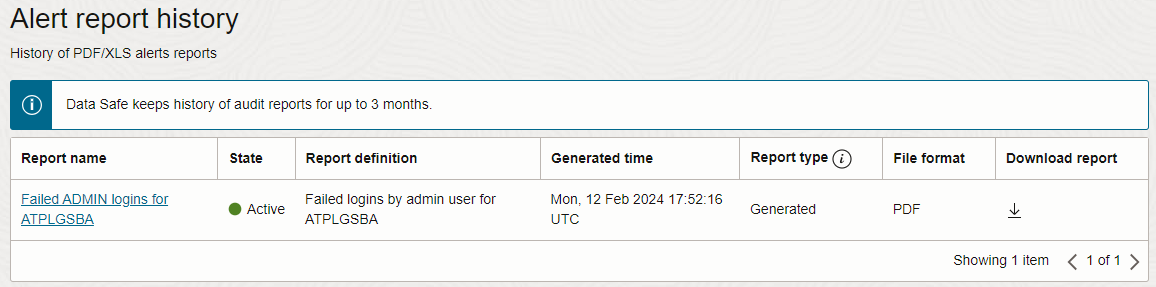 Alert report history
History of PDF/XLS alerts reports
Data Safe keeps history of audit reports for up to 3 months.
Report name State Report definition Generated time Report type File format Download report
Failed ADMIN logins for ATPLGSBA Active Failed logins by admin user for ATPLGSBA Mon, 12 Feb 2024 17:52:16 UTC Generated PDF
Showing 1 item 1 of 1